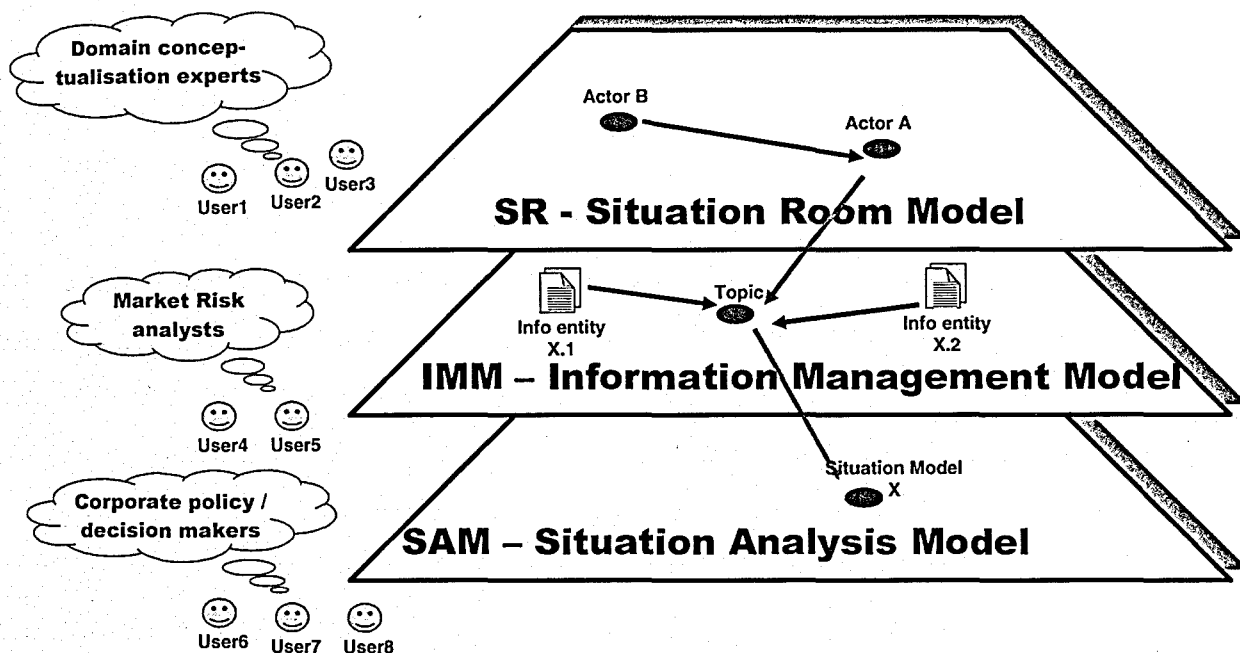 Domain concep-
tualisation experts
User1
User2
User3
Actor B
Actor A
SR - Situation Room Model
Market Risk
analysts
User4
User5
Info entity
X.1
Topic
Info entity
X.2
IMM – Information Management Model
Corporate policy /
decision makers
User6
User7
User8
Situation Model
X
SAM – Situation Analysis Model